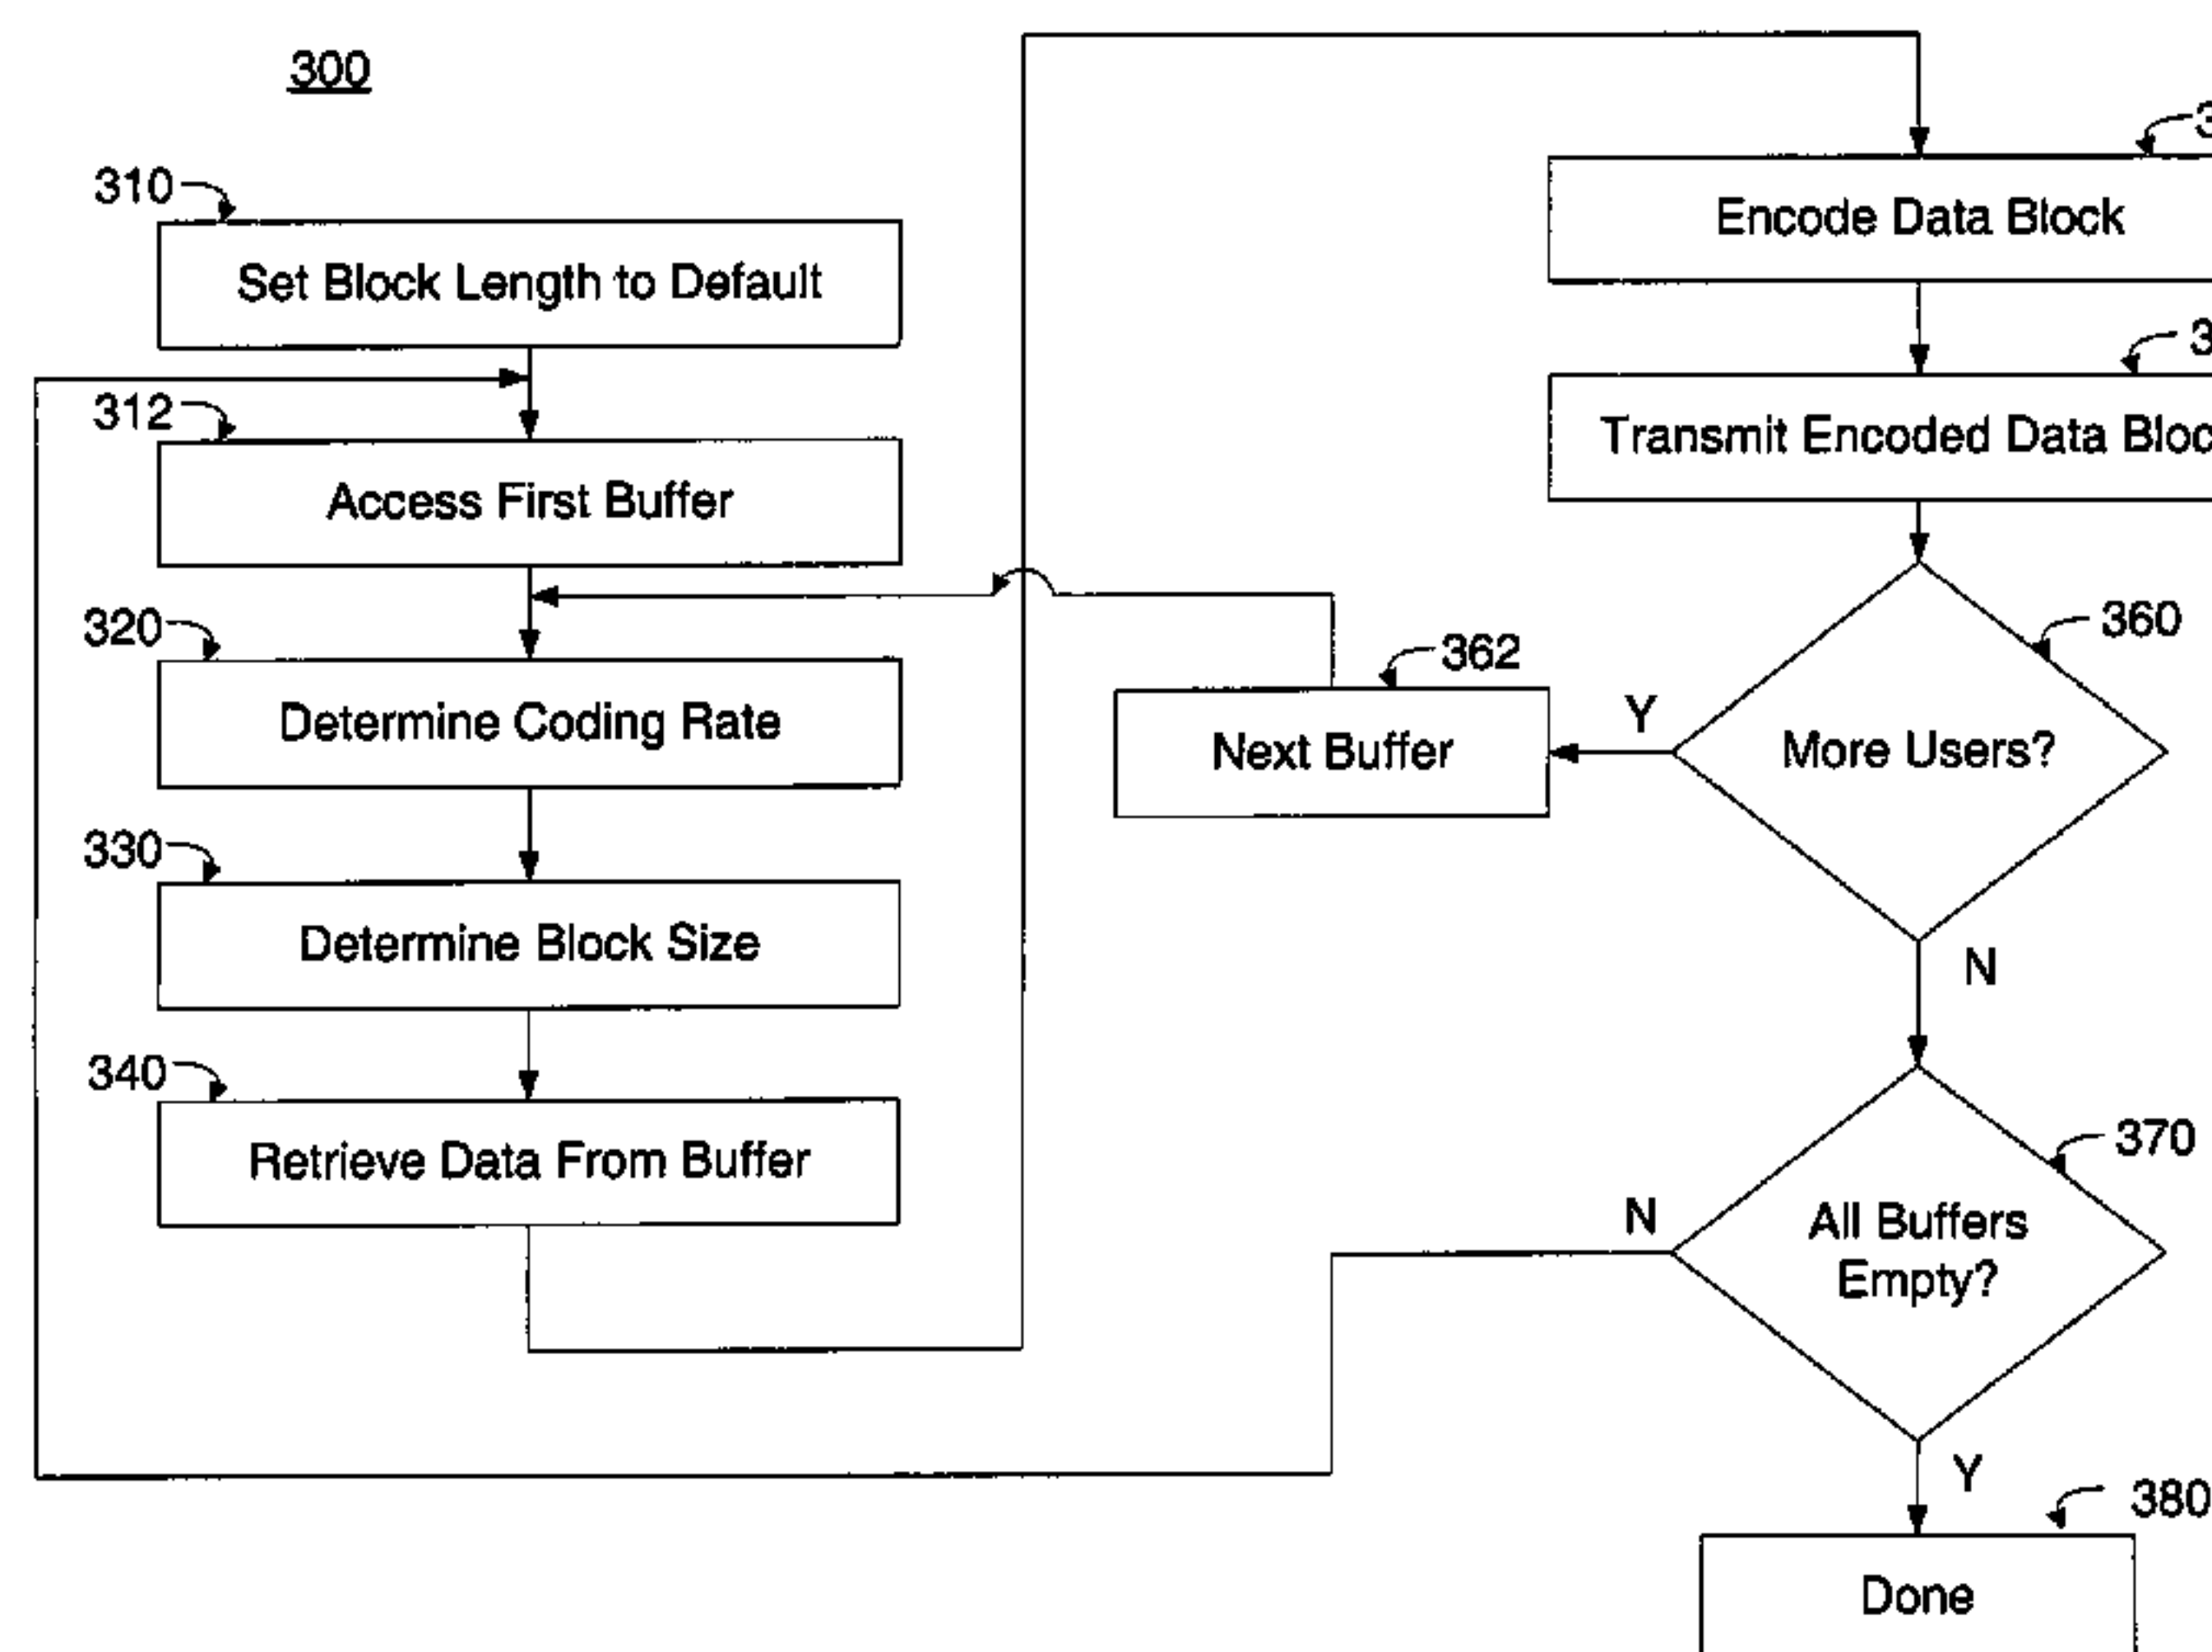 300
310
Set Block Length to Default
312
Access First Buffer
320
Determine Coding Rate
330
Determine Block Size
340
Retrieve Data From Buffer
Encode Data Block
Transmit Encoded Data
360
More Users?
Y
362
Next Buffer
N
370
All Buffers
Empty?
N
Y
380
Done